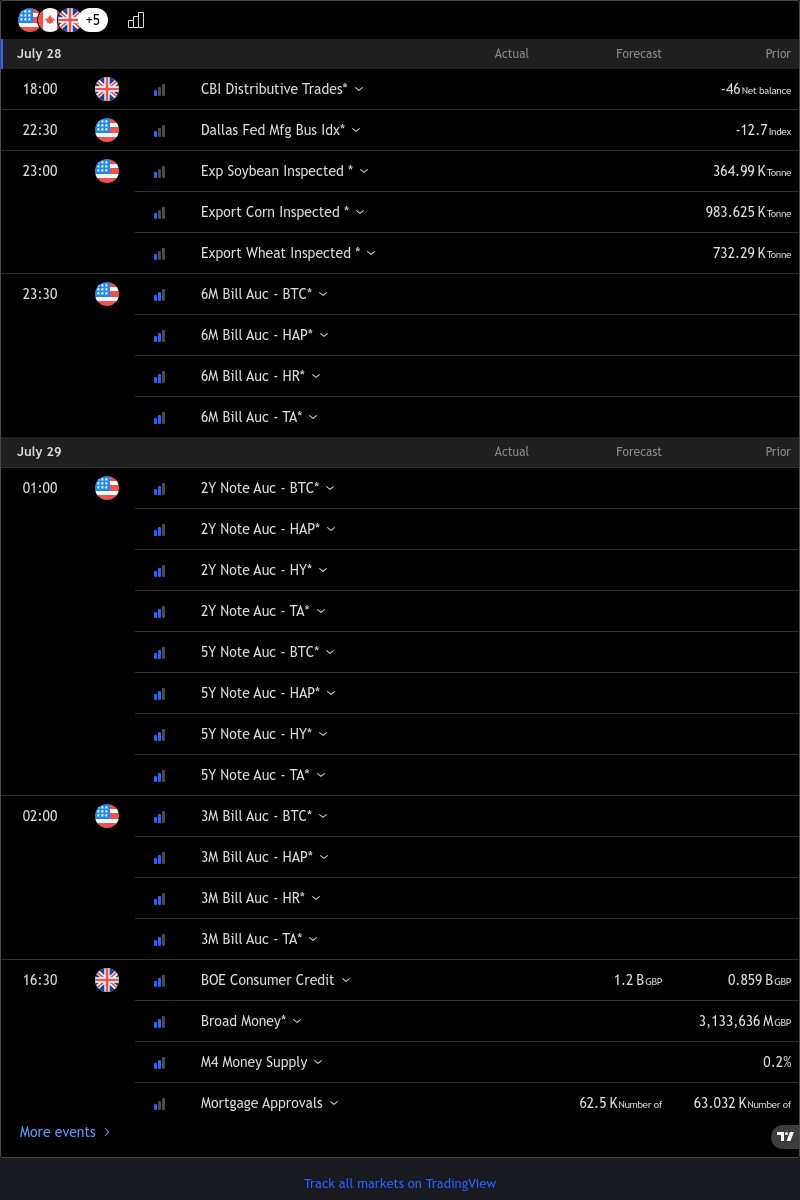 +5
July 28 Actual Forecast Prior
18:00 CBI Distributive Trades* -46 Net balance
22:30 Dallas Fed Mfg Bus Idx* -12.7 Index
23:00 Exp Soybean Inspected * 364.99 K Tonne
Export Corn Inspected * 983.625 K Tonne
Export Wheat Inspected * 732.29 K Tonne
23:30 6M Bill Auc - BTC*
6M Bill Auc - HAP*
6M Bill Auc - HR*
6M Bill Auc - TA*
July 29 Actual Forecast Prior
01:00 2Y Note Auc - BTC*
2Y Note Auc - HAP*
2Y Note Auc - HY*
2Y Note Auc - TA*
5Y Note Auc - BTC*
5Y Note Auc - HAP*
5Y Note Auc - HY*
5Y Note Auc - TA*
02:00 3M Bill Auc - BTC*
3M Bill Auc - HAP*
3M Bill Auc - HR*
3M Bill Auc - TA*
16:30 BOE Consumer Credit 1.2 B GBP 0.859 B GBP
Broad Money* 3,133,636 M GBP
M4 Money Supply 0.2%
Mortgage Approvals 62.5 K Number of 63.032 K Number of
More events
Track all markets on TradingView